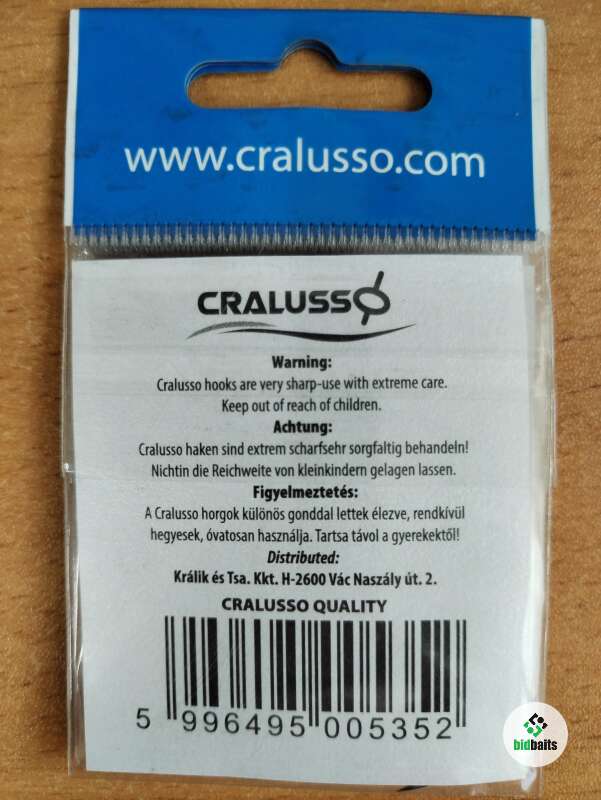 www.cralusso.com
CRALUSSO
Warning:
Cralusso hooks are very sharp-use with extreme care.
Keep out of reach of children.
Achtung:
Cralusso haken sind extrem scharfsehr sorgfaltig behandeln!
Nichtin die Reichweite von kleinkindern gelagen lassen.
Figyelmeztetés:
A Cralusso horgok különös gonddal lettek élezve, rendkívül
hegyesek, óvatosan használja. Tartsa távol a gyerekektől!
Distributed:
Králik és Tsa. Kkt. H-2600 Vác Naszály út. 2.
CRALUSSO QUALITY
5 996495 005352
bidbaits